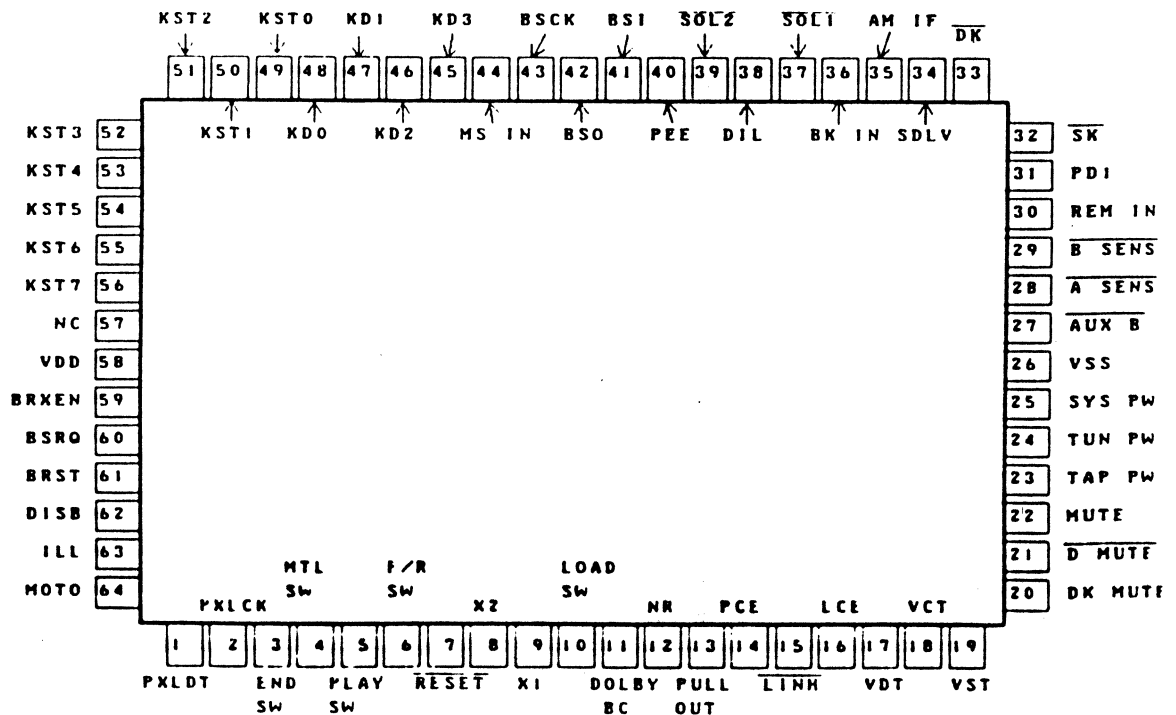 KST2 KST0 KD1 KD3 BSCK BSI SOL2 SOL1 AM IF DK
51 50 49 48 47 46 45 44 43 42 41 40 39 38 37 36 35 34 33
KST1 KD0 KD2 MS IN BSO PEE DIL BK IN SDLV
KST3 52
32 SK
KST4 53
31 PDI
KST5 54
30 REM IN
KST6 55
29 B SENS
KST7 56
28 A SENS
NC 57
27 AUX B
VDD 58
26 VSS
BRXEN 59
25 SYS PW
BSRQ 60
24 TUN PW
BRST 61
23 TAP PW
DISB 62
22 MUTE
ILL 63
21 D MUTE
MOTO 64
20 DK MUTE
MTL SW
F/R SW
LOAD SW
PXLCK X2 NR PCE LCE VCT
1 2 3 4 5 6 7 8 9 10 11 12 13 14 15 16 17 18 19
PXLDT END SW PLAY SW RESET X1 DOLBY BC PULL OUT LINH VDT VST